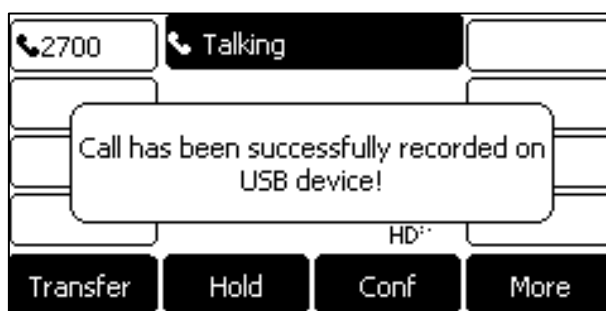 2700
Talking
Call has been successfully recorded on
USB device!
HD
Transfer Hold Conf More